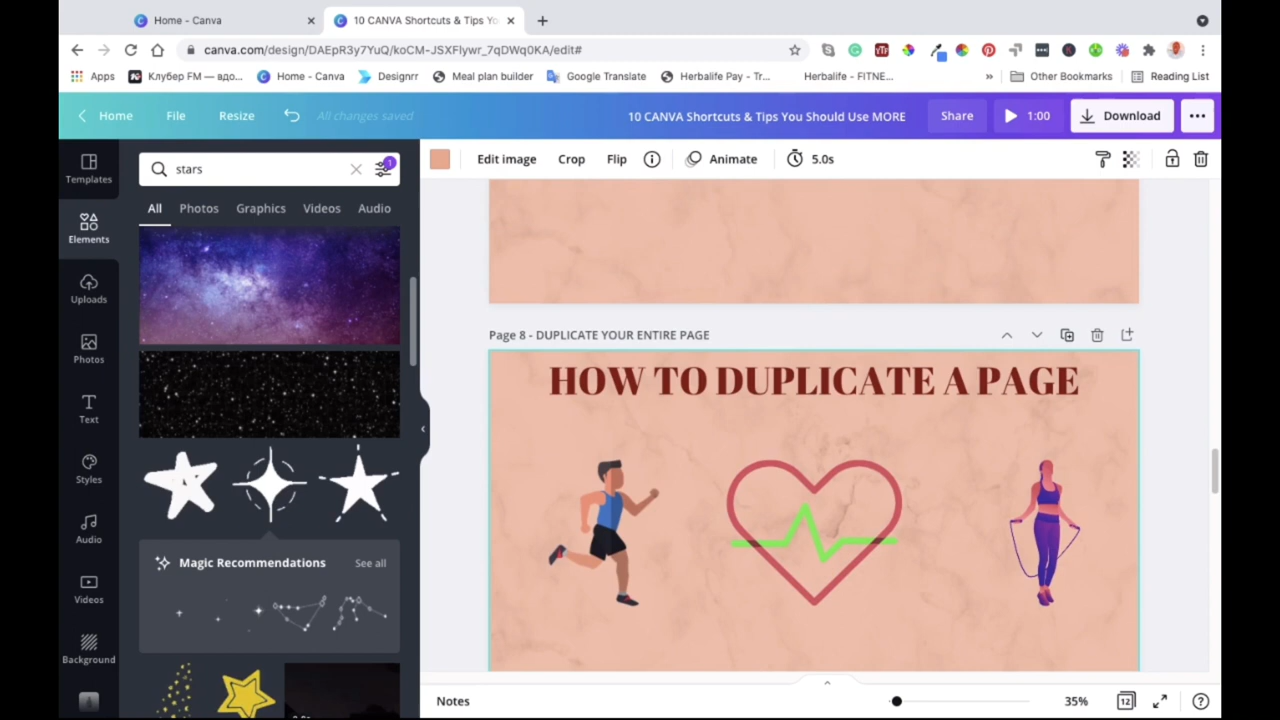 Home - Canva
10 CANVA Shortcuts & Tips Yo
canva.com/design/DAEpR3y7YuQ/koCM-JSXFlywr_7qDWq0KA/edit#
Apps
Клубер FM — вдо...
Home - Canva
Designrr
Meal plan builder
Google Translate
Herbalife Pay - Tr...
Herbalife - FITNE...
»
Other Bookmarks
Reading List
Home
File
Resize
All changes saved
10 CANVA Shortcuts & Tips You Should Use MORE
Share
1:00
Download
Templates
Elements
Uploads
Photos
Text
Styles
Audio
Videos
Background
stars
1
All
Photos
Graphics
Videos
Audio
Magic Recommendations
See all
Edit image
Crop
Flip
Animate
5.0s
Page 8 - DUPLICATE YOUR ENTIRE PAGE
HOW TO DUPLICATE A PAGE
Notes
35%
12